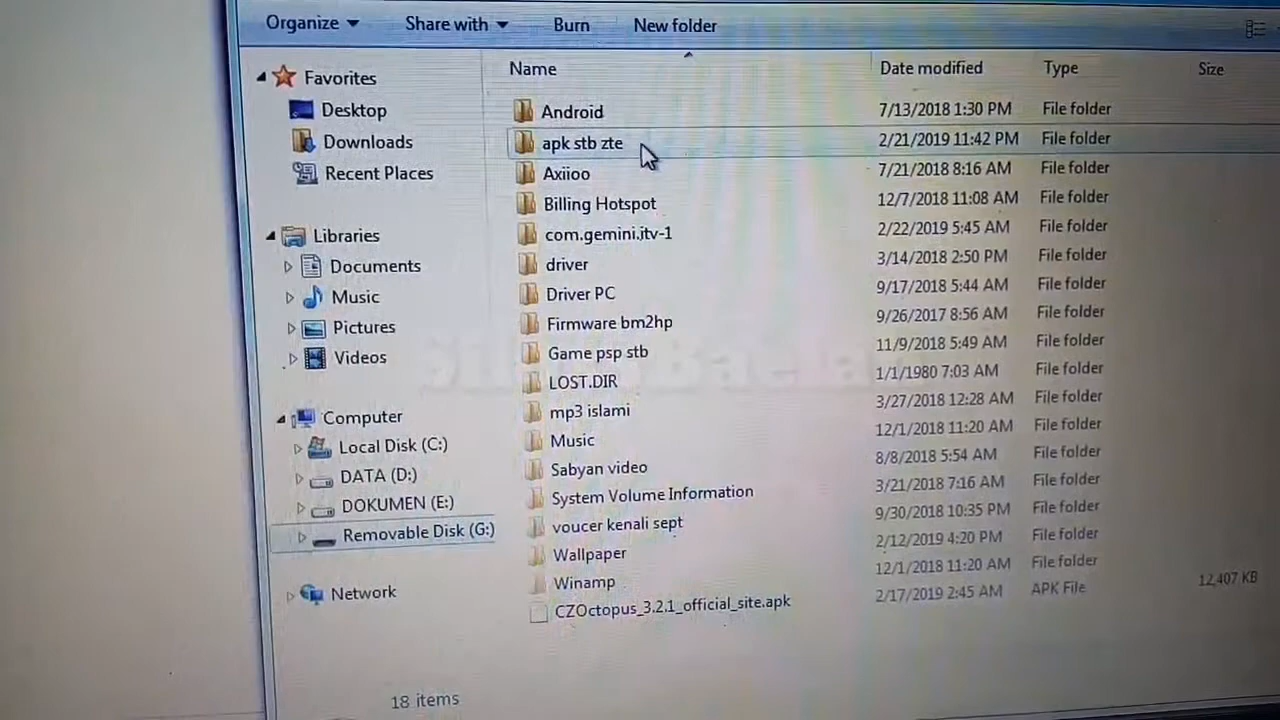 Organize Share with Burn New folder
Name Date modified Type Size
Favorites
Desktop
Downloads
Recent Places
Libraries
Documents
Music
Pictures
Videos
Computer
Local Disk (C:)
DATA (D:)
DOKUMEN (E:)
Removable Disk (G:)
Network
Android 7/13/2018 1:30 PM File folder
apk stb zte 2/21/2019 11:42 PM File folder
Axiioo 7/21/2018 8:16 AM File folder
Billing Hotspot 12/7/2018 11:08 AM File folder
com.gemini.itv-1 2/22/2019 5:45 AM File folder
driver 3/14/2018 2:50 PM File folder
Driver PC 9/17/2018 5:44 AM File folder
Firmware bm2hp 9/26/2017 8:56 AM File folder
Game psp stb 11/9/2018 5:49 AM File folder
LOST.DIR 1/1/1980 7:03 AM File folder
mp3 islami 3/27/2018 12:28 AM File folder
Music 12/1/2018 11:20 AM File folder
Sabyan video 8/8/2018 5:54 AM File folder
System Volume Information 3/21/2018 7:16 AM File folder
voucer kenali sept 9/30/2018 10:35 PM File folder
Wallpaper 2/12/2019 4:20 PM File folder
Winamp 12/1/2018 11:20 AM File folder
CZOctopus_3.2.1_official_site.apk 2/17/2019 2:45 AM APK File 12,407 KB
18 items